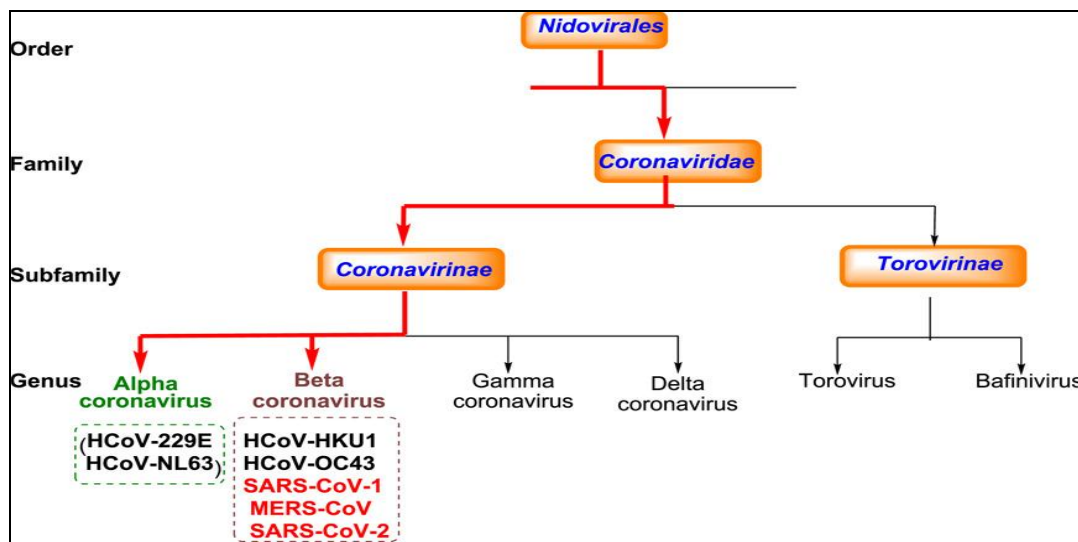 Nidovirales
Order
Family
Coronaviridae
Subfamily
Coronavirinae
Torovirinae
Genus
Alpha
coronavirus
Beta
coronavirus
Gamma
coronavirus
Delta
coronavirus
Torovirus
Bafinivirus
(HCoV-229E
HCoV-NL63)
HCoV-HKU1
HCoV-OC43
SARS-CoV-1
MERS-CoV
SARS-CoV-2